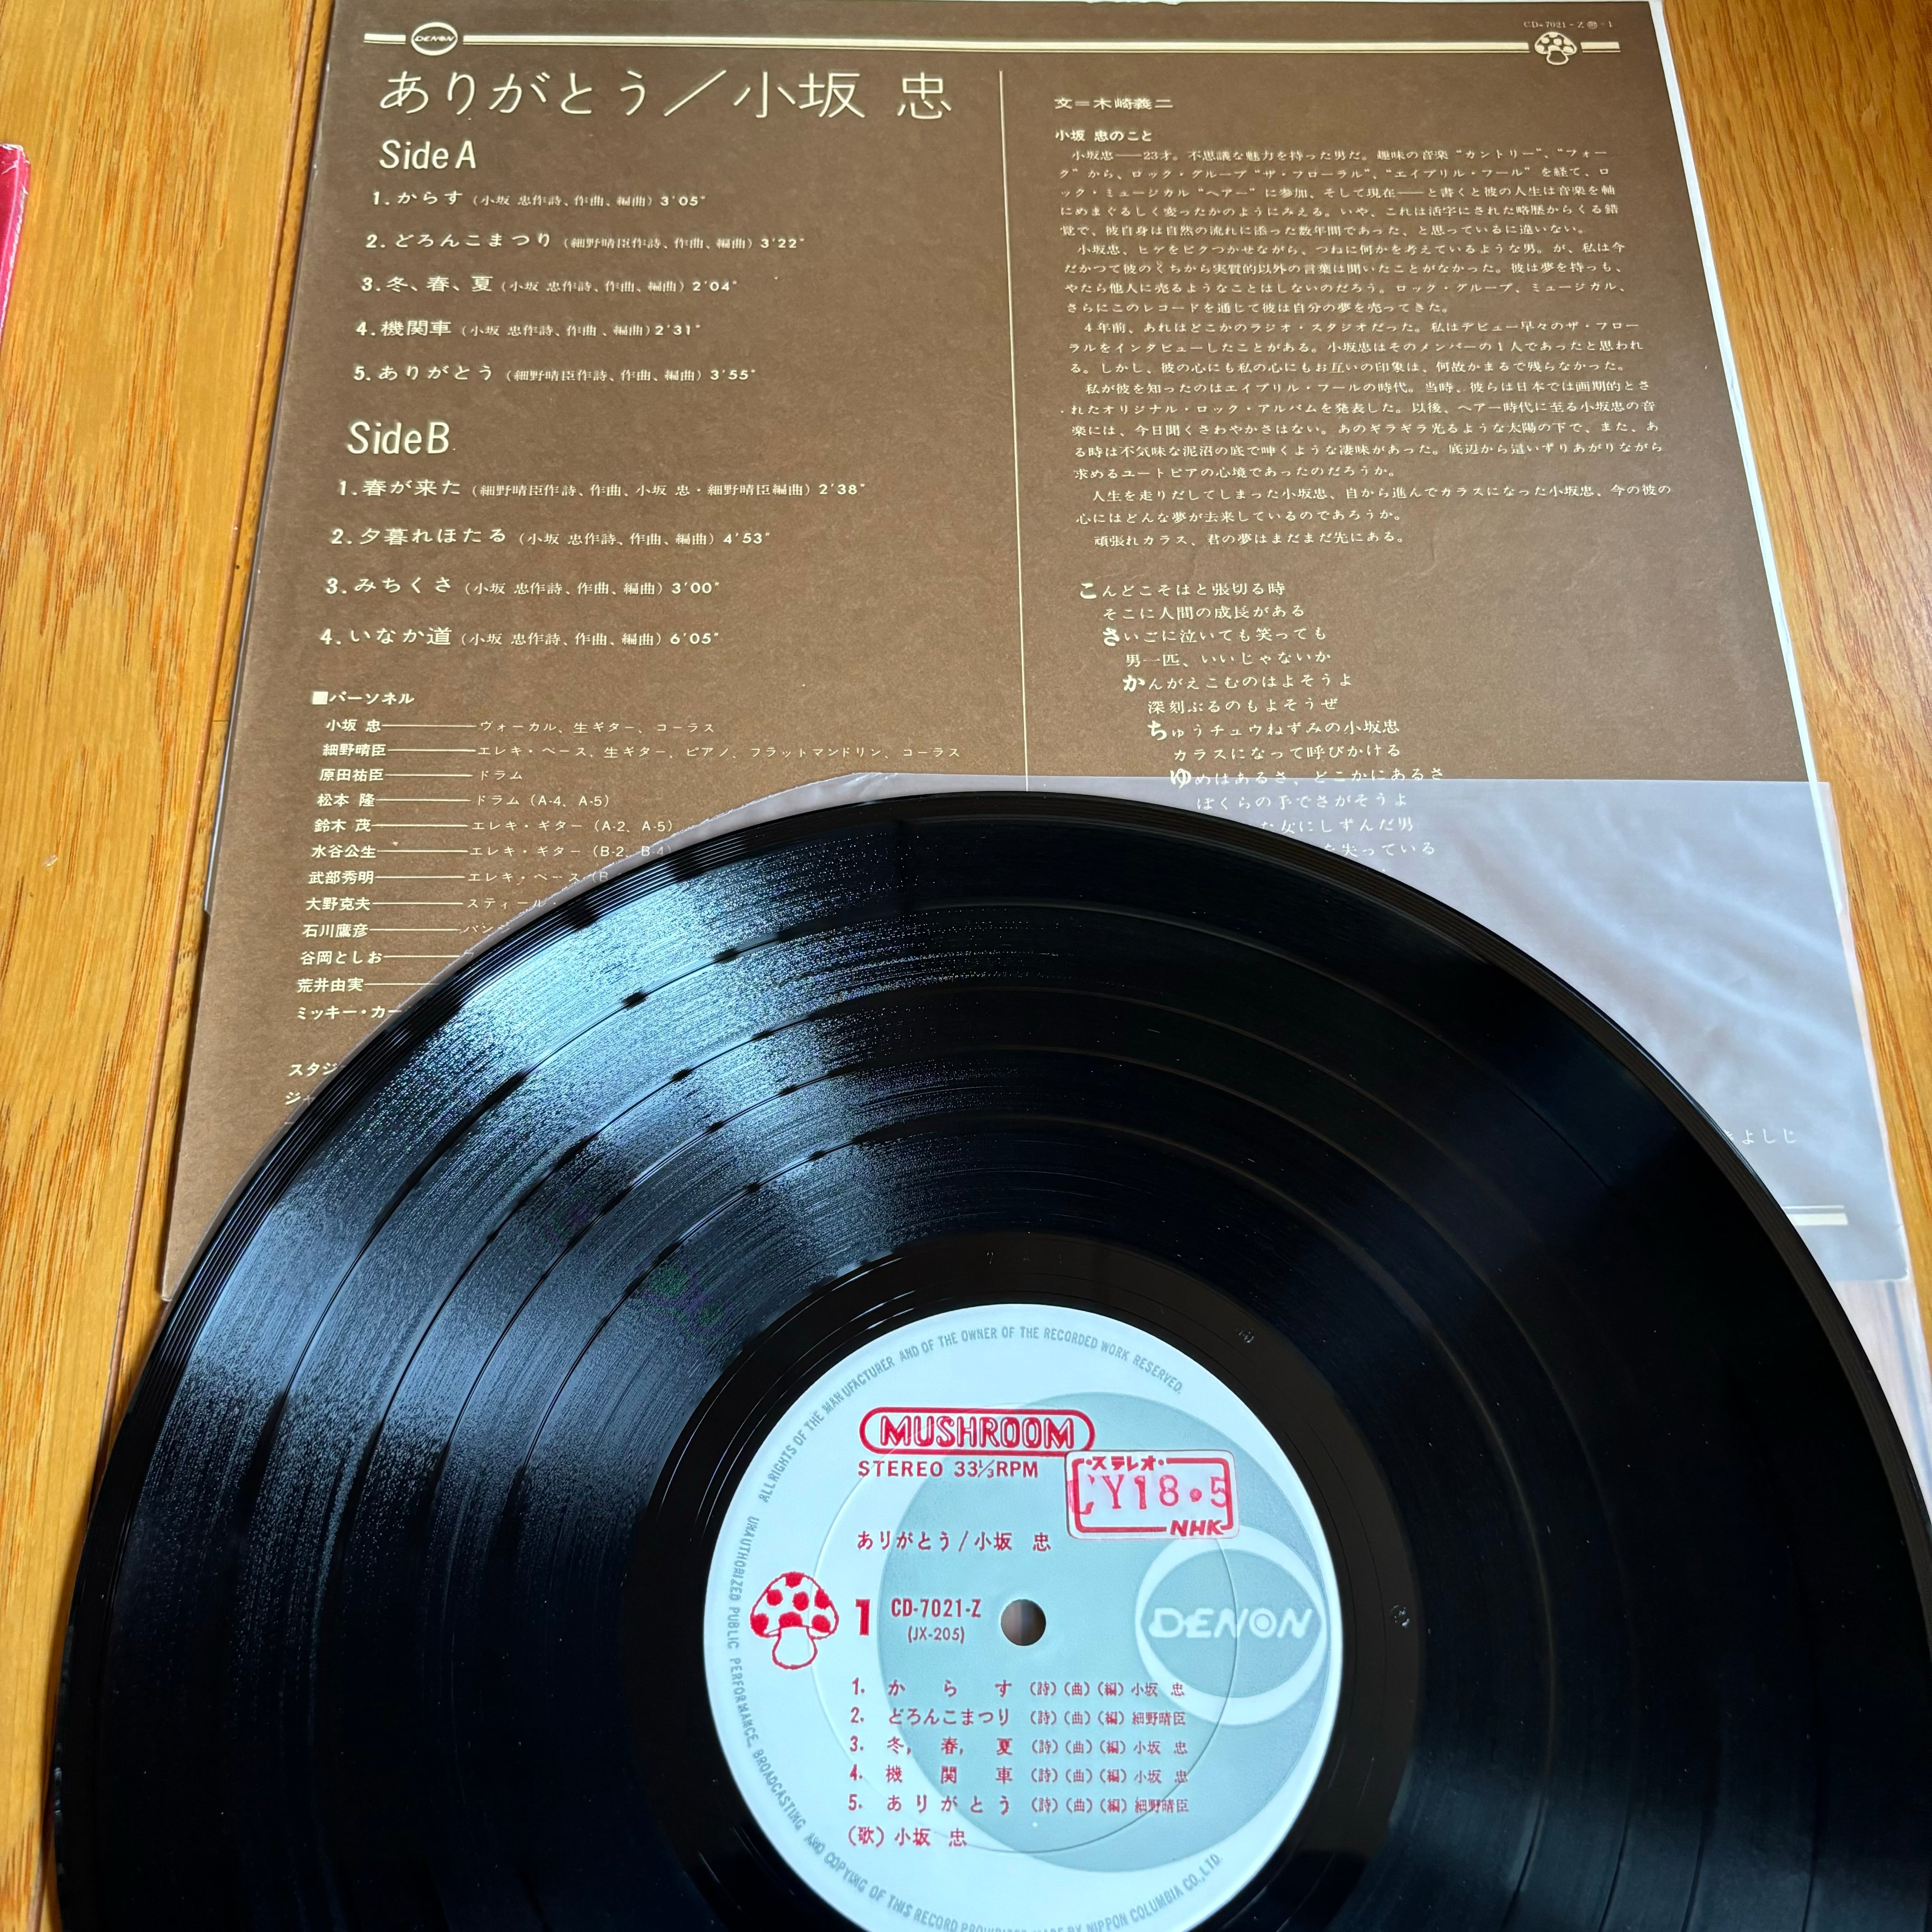 DENON
CD-7021-Z
ありがとう／小坂 忠
Side A
1.からす（小坂 忠作詩、作曲、編曲）3′05″
2.どろんこまつり（細野晴臣作詩、作曲、編曲）3′22″
3.冬、春、夏（小坂 忠作詩、作曲、編曲）2′04″
4.機関車（小坂 忠作詩、作曲、編曲）2′31″
5.ありがとう（細野晴臣作詩、作曲、編曲）3′55″
Side B
1.春が来た（細野晴臣作詩、作曲、小坂 忠・細野晴臣編曲）2′38″
2.夕暮れほたる（小坂 忠作詩、作曲、編曲）4′53″
3.みちくさ（小坂 忠作詩、作曲、編曲）3′00″
4.いなか道（小坂 忠作詩、作曲、編曲）6′05″
■パーソネル
小坂 忠――ヴォーカル、生ギター、コーラス
細野晴臣――エレキ・ベース、生ギター、ピアノ、フラットマンドリン、コーラス
原田祐臣――ドラム
松本 隆――ドラム（A-4、A-5）
鈴木 茂――エレキ・ギター（A-2、A-5）
水谷公生――エレキ・ギター（B-2、B-4）
武部秀明――エレキ・ベース（B
大野克夫――スティール・
石川鷹彦――バン
谷岡としお――
荒井由実――
ミッキー・カー
スタジ
ジャ
文＝木崎義二
小坂 忠のこと
小坂忠――23才。不思議な魅力を持った男だ。趣味の音楽“カントリー”、“フォー
ク”から、ロック・グループ“ザ・フローラル”、“エイプリル・フール”を経て、ロ
ック・ミュージカル“ヘアー”に参加、そして現在――と書くと彼の人生は音楽を軸
にめまぐるしく変ったかのようにみえる。いや、これは活字にされた略歴からくる錯
覚で、彼自身は自然の流れに添った数年間であった、と思っているに違いない。
小坂忠、ヒゲをピクつかせながら、つねに何かを考えているような男。が、私は今
だかつて彼のくちから実質的以外の言葉は聞いたことがなかった。彼は夢を持っも、
やたら他人に売るようなことはしないのだろう。ロック・グループ、ミュージカル、
さらにこのレコードを通じて彼は自分の夢を売ってきた。
4年前、あれはどこかのラジオ・スタジオだった。私はデビュー早々のザ・フロー
ラルをインタビューしたことがある。小坂忠はそのメンバーの1人であったと思われ
る。しかし、彼の心にも私の心にもお互いの印象は、何故かまるで残らなかった。
私が彼を知ったのはエイプリル・フールの時代。当時、彼らは日本では画期的とさ
れたオリジナル・ロック・アルバムを発表した。以後、ヘアー時代に至る小坂忠の音
楽には、今日聞くさわやかさはない。あのギラギラ光るような太陽の下で、また、あ
る時は不気味な泥沼の底で呻くような凄味があった。底辺から這いずりあがりながら
求めるユートピアの心境であったのだろうか。
人生を走りだしてしまった小坂忠、自から進んでカラスになった小坂忠、今の彼の
心にはどんな夢が去来しているのであろうか。
頑張れカラス、君の夢はまだまだ先にある。
こんどこそはと張切る時
そこに人間の成長がある
さいごに泣いても笑っても
男一匹、いいじゃないか
かんがえこむのはよそうよ
深刻ぶるのもよそうぜ
ちゅうチュウねずみの小坂忠
カラスになって呼びかける
ゆめはあるさ、どこかにあるさ
ぼくらの手でさがそうよ
な女にしずんだ男
を失っている
きよしじ
ALL RIGHTS OF THE MANUFACTURER AND OF THE OWNER OF THE RECORDED WORK RESERVED.
UNAUTHORIZED PUBLIC PERFORMANCE, BROADCASTING AND COPYING OF THIS RECORD PROHIBITED MADE BY NIPPON COLUMBIA CO., LTD.
MUSHROOM
STEREO 33⅓RPM
・ステレオ・
CY18・5
NHK
ありがとう/小坂 忠
DENON
1 CD-7021-Z
(JX-205)
1. からす（詩）（曲）（編）小坂 忠
2. どろんこまつり（詩）（曲）（編）細野晴臣
3. 冬，春，夏（詩）（曲）（編）小坂 忠
4. 機関車（詩）（曲）（編）小坂 忠
5. ありがとう（詩）（曲）（編）細野晴臣
（歌）小坂 忠